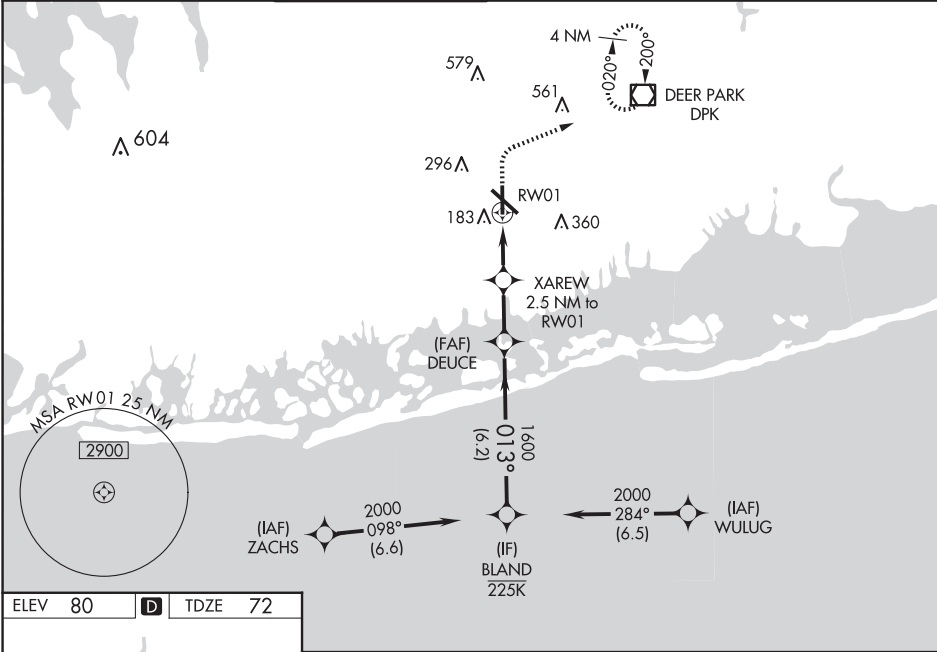 4 NM
020°
200°
579
561
DEER PARK
DPK
604
296
RW01
183
360
XAREW
2.5 NM to
RW01
(FAF)
DEUCE
MSA RW01 25 NM
2900
1600
013°
(6.2)
2000
098°
(6.6)
(IAF)
ZACHS
(IF)
BLAND
225K
2000
284°
(6.5)
(IAF)
WULUG
ELEV 80 D TDZE 72